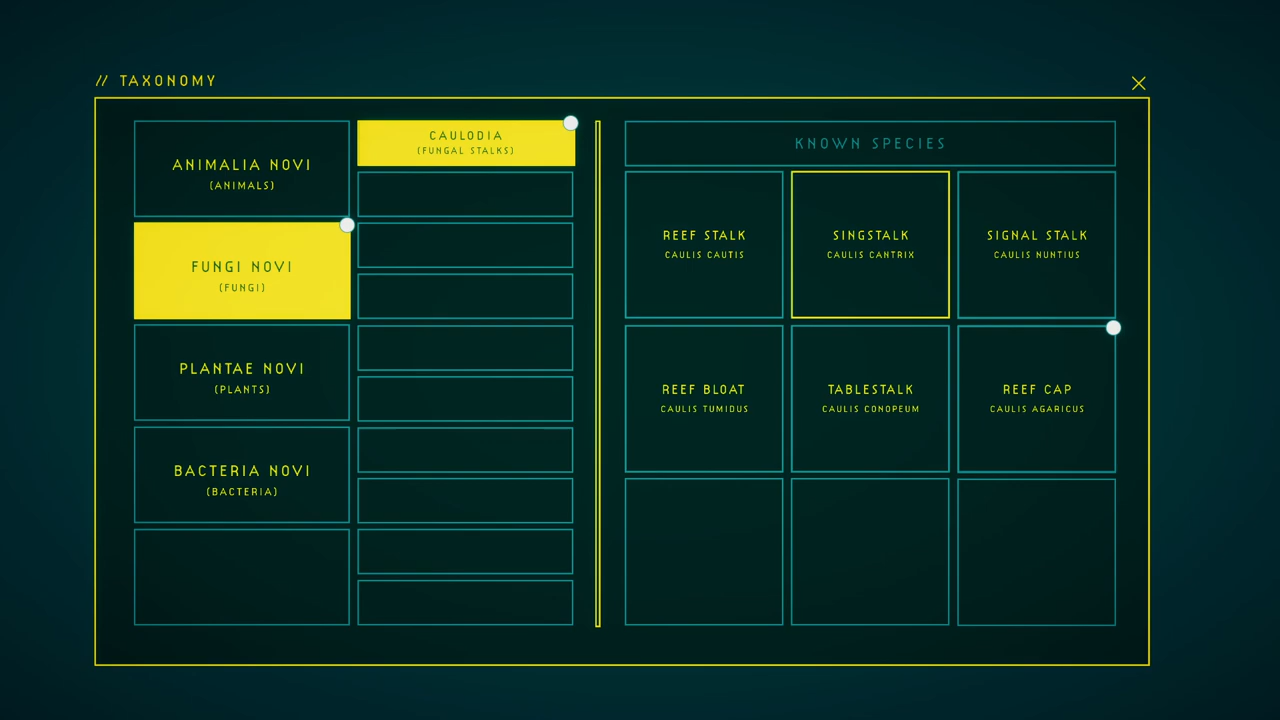 // TAXONOMY
ANIMALIA NOVI
(ANIMALS)
FUNGI NOVI
(FUNGI)
PLANTAE NOVI
(PLANTS)
BACTERIA NOVI
(BACTERIA)
CAULODIA
(FUNGAL STALKS)
KNOWN SPECIES
REEF STALK
CAULIS CAUTIS
SINGSTALK
CAULIS CANTRIX
SIGNAL STALK
CAULIS NUNTIUS
REEF BLOAT
CAULIS TUMIDUS
TABLESTALK
CAULIS CONOPEUM
REEF CAP
CAULIS AGARICUS